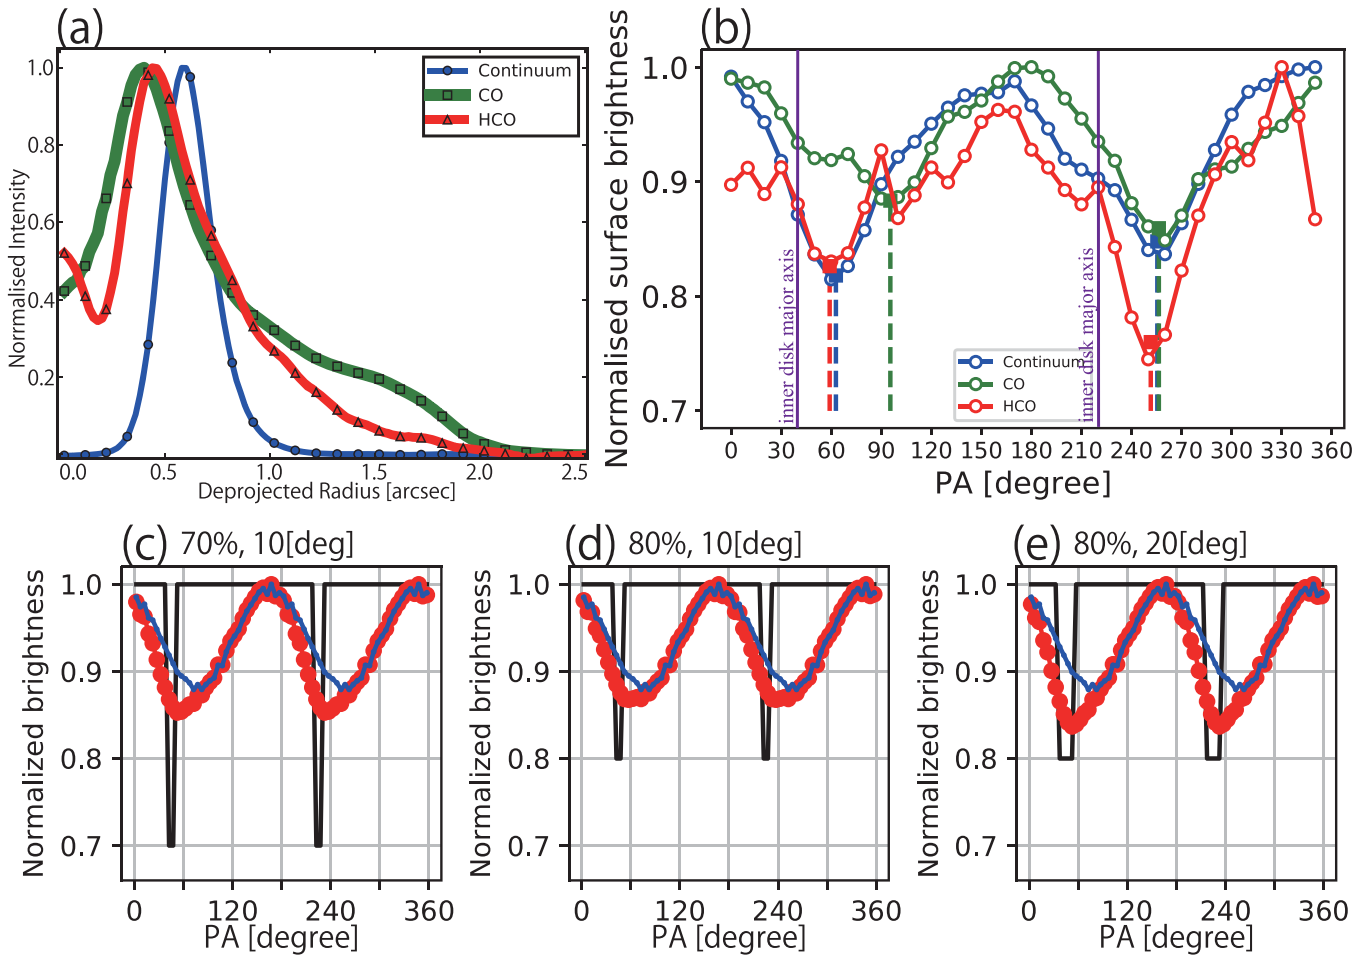 (a)
1.0
0.8
0.6
0.4
0.2
Norrmalised Intensity
Continuum
CO
HCO
0.0 0.5 1.0 1.5 2.0 2.5
Deprojected Radius [arcsec]
(b)
1.0
0.9
0.8
0.7
Normalised surface brightness
inner disk major axis
inner disk major axis
Continuum
CO
HCO
0 30 60 90 120 150 180 210 240 270 300 330 360
PA [degree]
(c) 70%, 10[deg]
1.0
0.9
0.8
0.7
Normalized brightness
0 120 240 360
PA [degree]
(d) 80%, 10[deg]
1.0
0.9
0.8
0.7
Normalized brightness
0 120 240 360
PA [degree]
(e) 80%, 20[deg]
1.0
0.9
0.8
0.7
Normalized brightness
0 120 240 360
PA [degree]